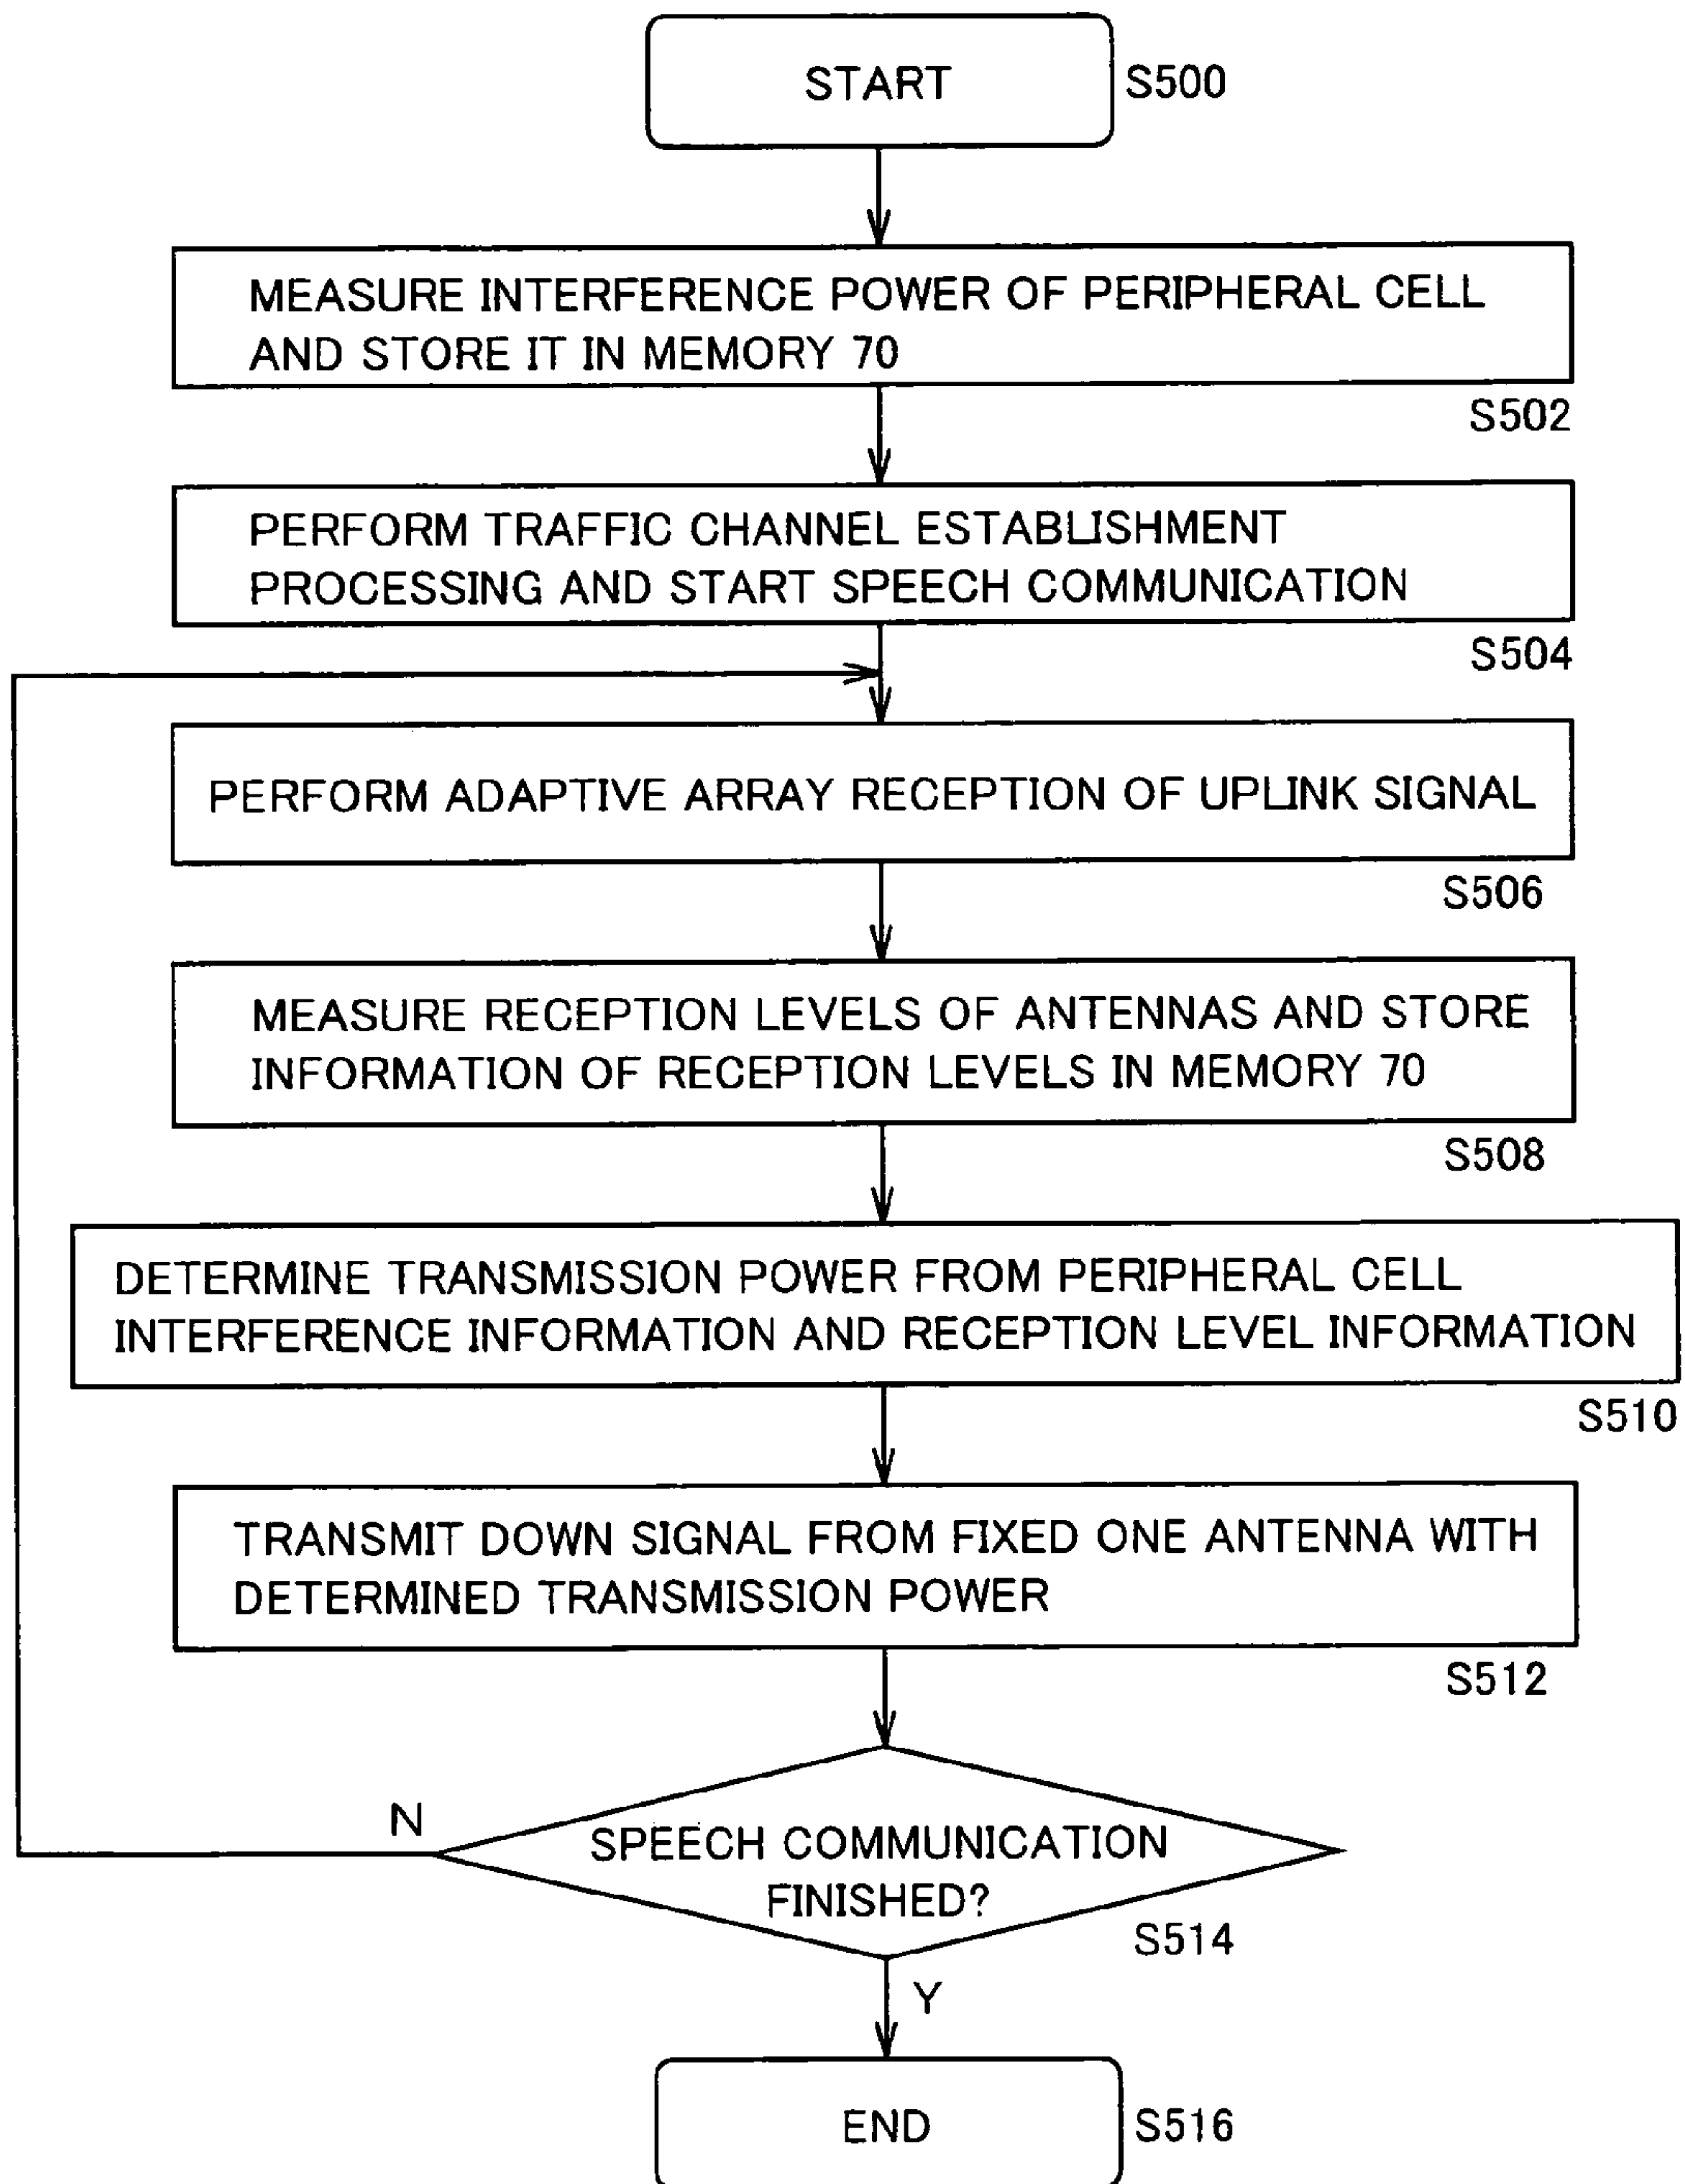 START
S500
MEASURE INTERFERENCE POWER OF PERIPHERAL CELL
AND STORE IT IN MEMORY 70
S502
PERFORM TRAFFIC CHANNEL ESTABLISHMENT
PROCESSING AND START SPEECH COMMUNICATION
S504
PERFORM ADAPTIVE ARRAY RECEPTION OF UPLINK SIGNAL
S506
MEASURE RECEPTION LEVELS OF ANTENNAS AND STORE
INFORMATION OF RECEPTION LEVELS IN MEMORY 70
S508
DETERMINE TRANSMISSION POWER FROM PERIPHERAL CELL
INTERFERENCE INFORMATION AND RECEPTION LEVEL INFORMATION
S510
TRANSMIT DOWN SIGNAL FROM FIXED ONE ANTENNA WITH
DETERMINED TRANSMISSION POWER
S512
N
SPEECH COMMUNICATION
FINISHED?
S514
Y
END
S516